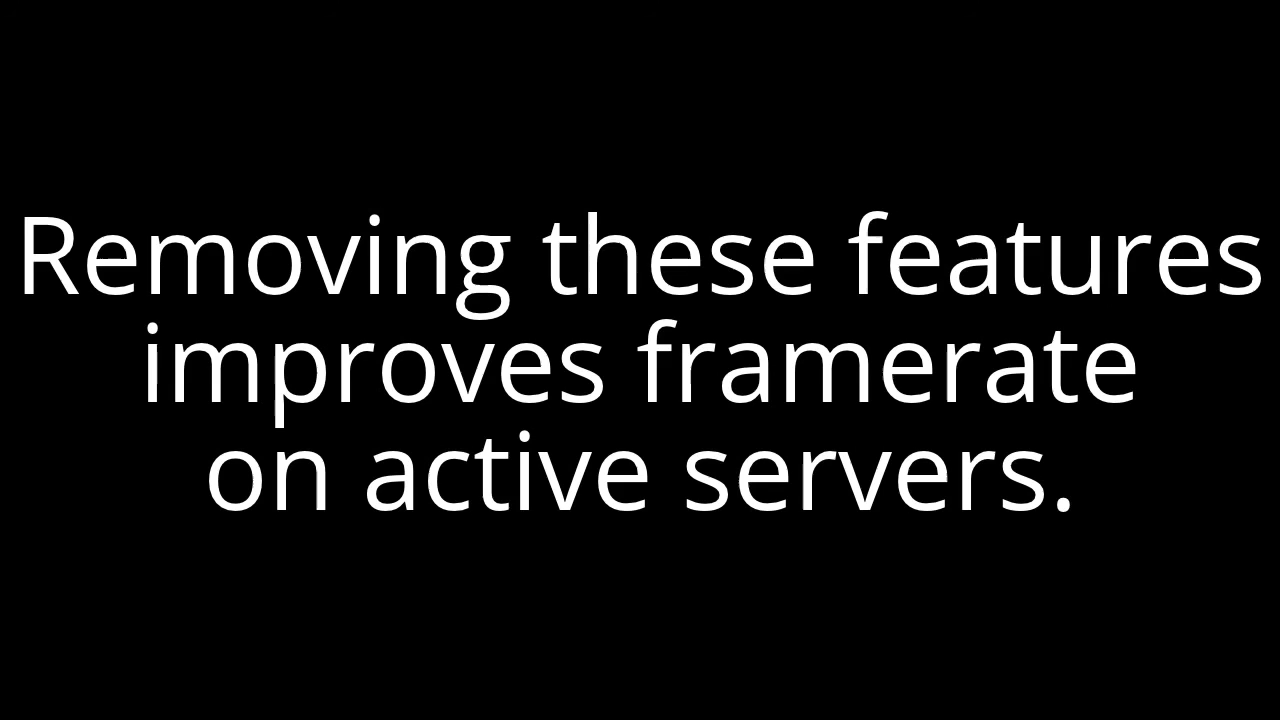 Removing these features
improves framerate
on active servers.